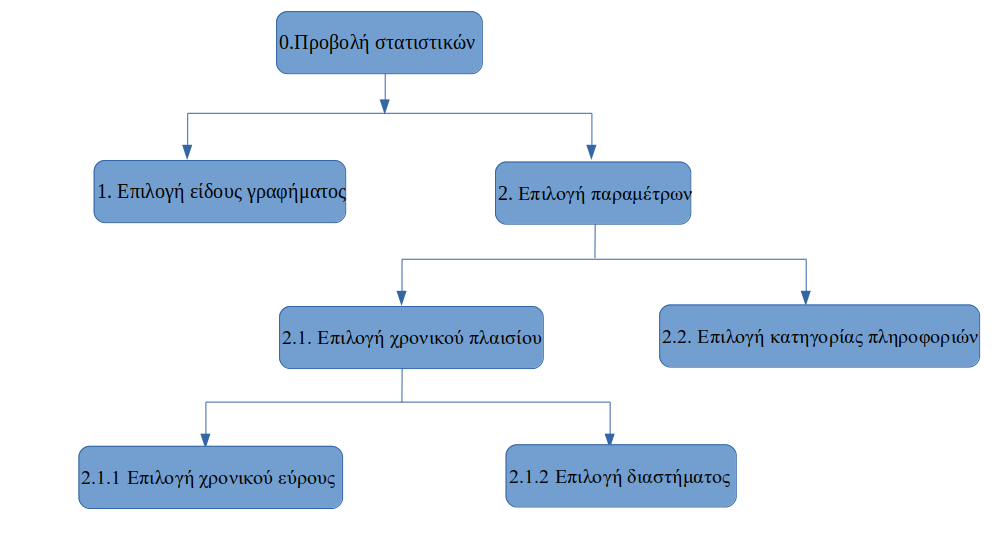 0.Προβολή στατιστικών
1. Επιλογή είδους γραφήματος
2. Επιλογή παραμέτρων
2.1. Επιλογή χρονικού πλαισίου
2.2. Επιλογή κατηγορίας πληροφοριών
2.1.1 Επιλογή χρονικού εύρους
2.1.2 Επιλογή διαστήματος